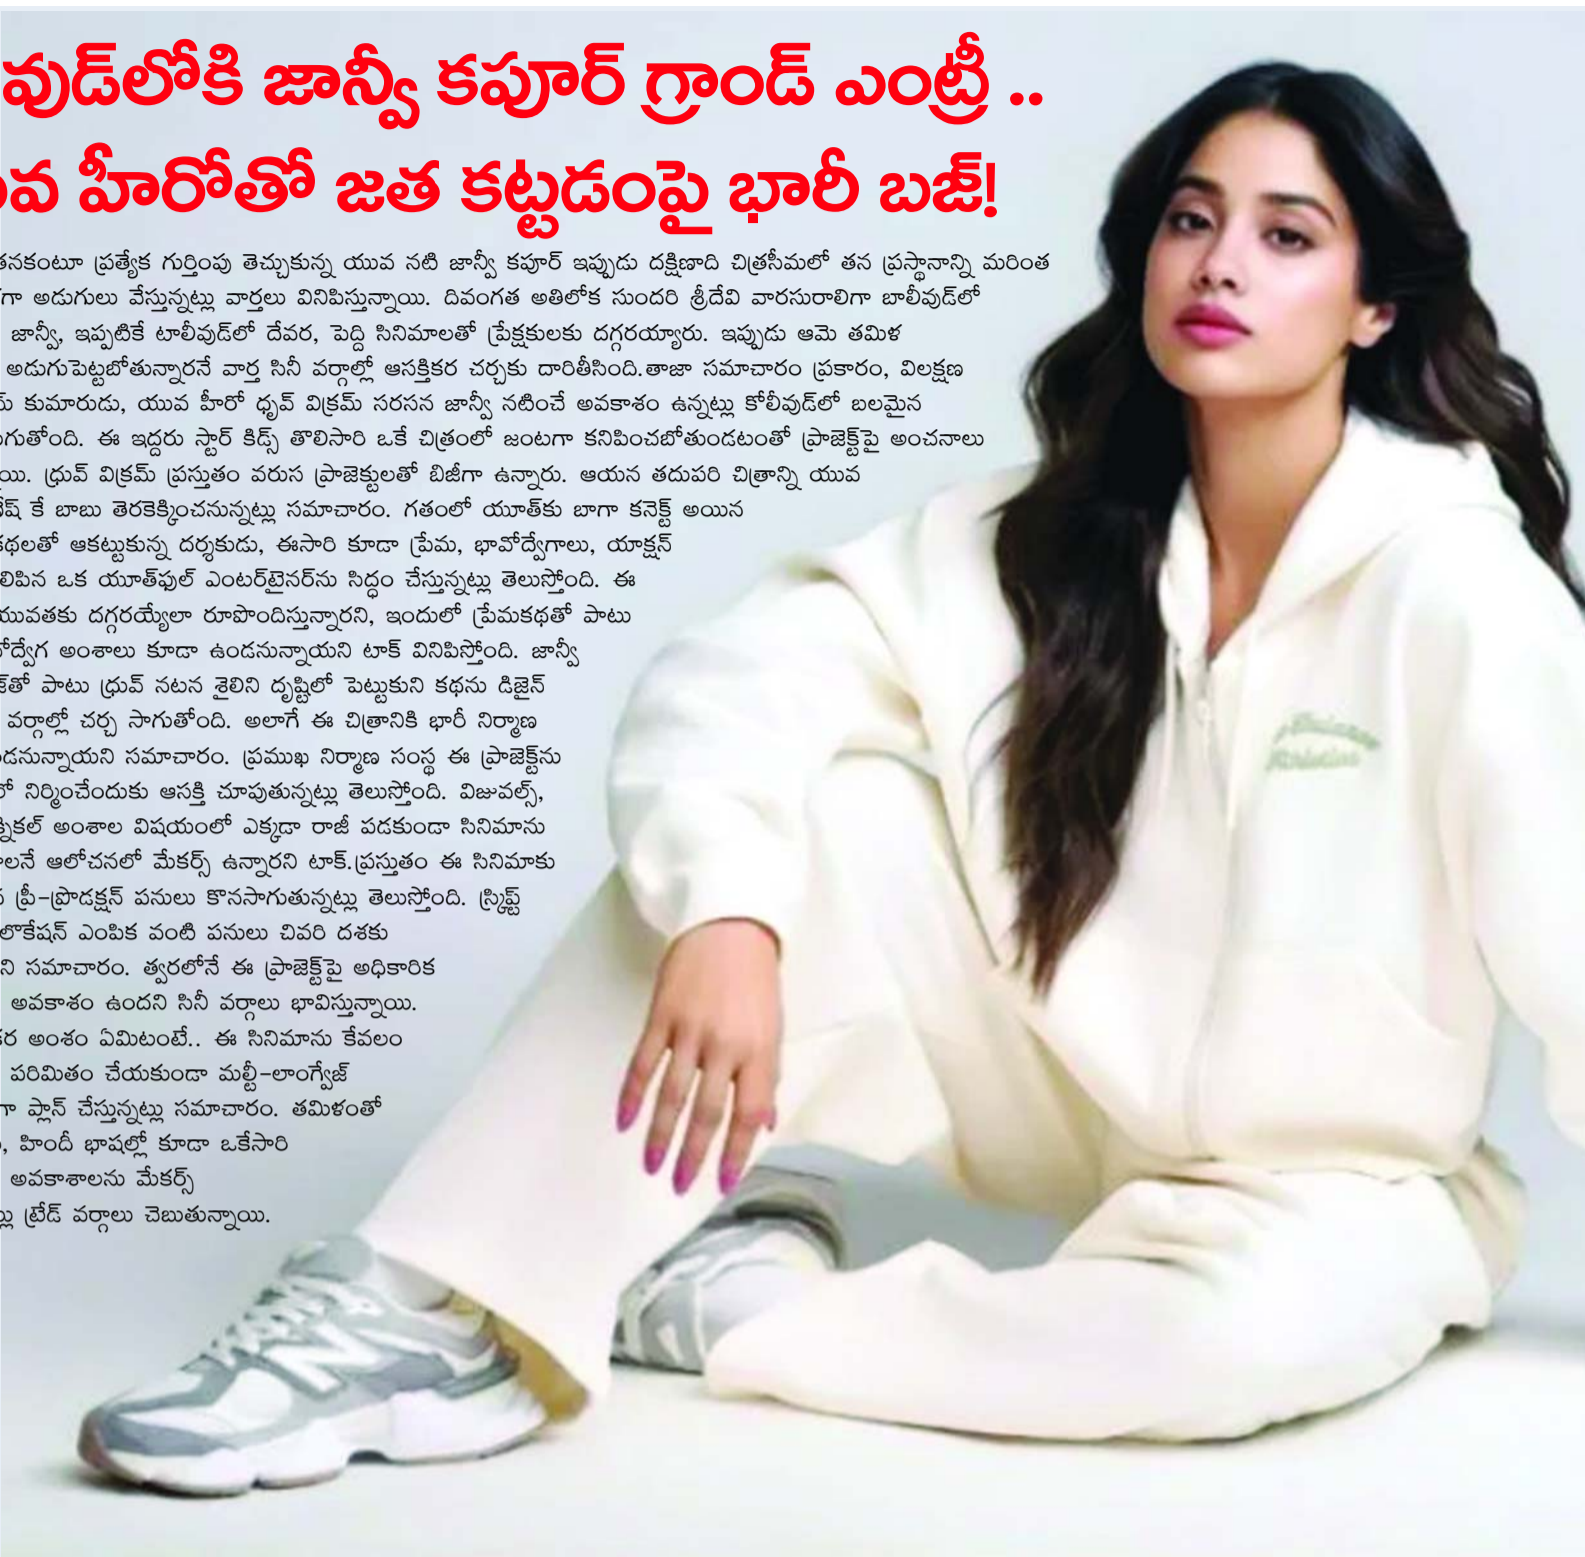 వుడ్‌లోకి జాన్వీ కపూర్ గ్రాండ్ ఎంట్రీ ..
హీరోతో జత కట్టడంపై భారీ బజ్!
తనకంటూ ప్రత్యేక గుర్తింపు తెచ్చుకున్న యువ నటి జాన్వీ కపూర్ ఇప్పుడు దక్షిణాది చిత్రసీమలో తన ప్రస్థానాన్ని మరింత
అడుగులు వేస్తున్నట్లు వార్తలు వినిపిస్తున్నాయి. దివంగత అతిలోక సుందరి శ్రీదేవి వారసురాలిగా బాలీవుడ్‌లో
జాన్వీ, ఇప్పటికే టాలీవుడ్‌లో దేవర, పెద్ది సినిమాలతో ప్రేక్షకులకు దగ్గరయ్యారు. ఇప్పుడు ఆమె తమిళ
అడుగుపెట్టబోతున్నారనే వార్త సినీ వర్గాల్లో ఆసక్తికర చర్చకు దారితీసింది.తాజా సమాచారం ప్రకారం, విలక్షణ
కుమారుడు, యువ హీరో ధృవ్ విక్రమ్ సరసన జాన్వీ నటించే అవకాశం ఉన్నట్లు కోలీవుడ్‌లో బలమైన
ఈ ఇద్దరు స్టార్ కిడ్స్ తొలిసారి ఒకే చిత్రంలో జంటగా కనిపించబోతుండటంతో ప్రాజెక్ట్‌పై అంచనాలు
ధ్రువ్ విక్రమ్ ప్రస్తుతం వరుస ప్రాజెక్టులతో బిజీగా ఉన్నారు. ఆయన తదుపరి చిత్రాన్ని యువ
కే బాబు తెరకెక్కించనున్నట్లు సమాచారం. గతంలో యూత్‌కు బాగా కనెక్ట్ అయిన
కథలతో ఆకట్టుకున్న దర్శకుడు, ఈసారి కూడా ప్రేమ, భావోద్వేగాలు, యాక్షన్
ఒక యూత్‌ఫుల్ ఎంటర్‌టైనర్‌ను సిద్ధం చేస్తున్నట్లు తెలుస్తోంది. ఈ
యువతకు దగ్గరయ్యేలా రూపొందిస్తున్నారని, ఇందులో ప్రేమకథతో పాటు
అంశాలు కూడా ఉండనున్నాయని టాక్ వినిపిస్తోంది. జాన్వీ
పాటు ధ్రువ్ నటన శైలిని దృష్టిలో పెట్టుకుని కథను డిజైన్
వర్గాల్లో చర్చ సాగుతోంది. అలాగే ఈ చిత్రానికి భారీ నిర్మాణ
సమాచారం. ప్రముఖ నిర్మాణ సంస్థ ఈ ప్రాజెక్ట్‌ను
నిర్మించేందుకు ఆసక్తి చూపుతున్నట్లు తెలుస్తోంది. విజువల్స్,
అంశాల విషయంలో ఎక్కడా రాజీ పడకుండా సినిమాను
ఆలోచనలో మేకర్స్ ఉన్నారని టాక్.ప్రస్తుతం ఈ సినిమాకు
ప్రీ-ప్రొడక్షన్ పనులు కొనసాగుతున్నట్లు తెలుస్తోంది. స్క్రిప్ట్
లొకేషన్ ఎంపిక వంటి పనులు చివరి దశకు
సమాచారం. త్వరలోనే ఈ ప్రాజెక్ట్‌పై అధికారిక
అవకాశం ఉందని సినీ వర్గాలు భావిస్తున్నాయి.
అంశం ఏమిటంటే.. ఈ సినిమాను కేవలం
పరిమితం చేయకుండా మల్టీ-లాంగ్వేజ్
ప్లాన్ చేస్తున్నట్లు సమాచారం. తమిళంతో
హిందీ భాషల్లో కూడా ఒకేసారి
అవకాశాలను మేకర్స్
ట్రేడ్ వర్గాలు చెబుతున్నాయి.